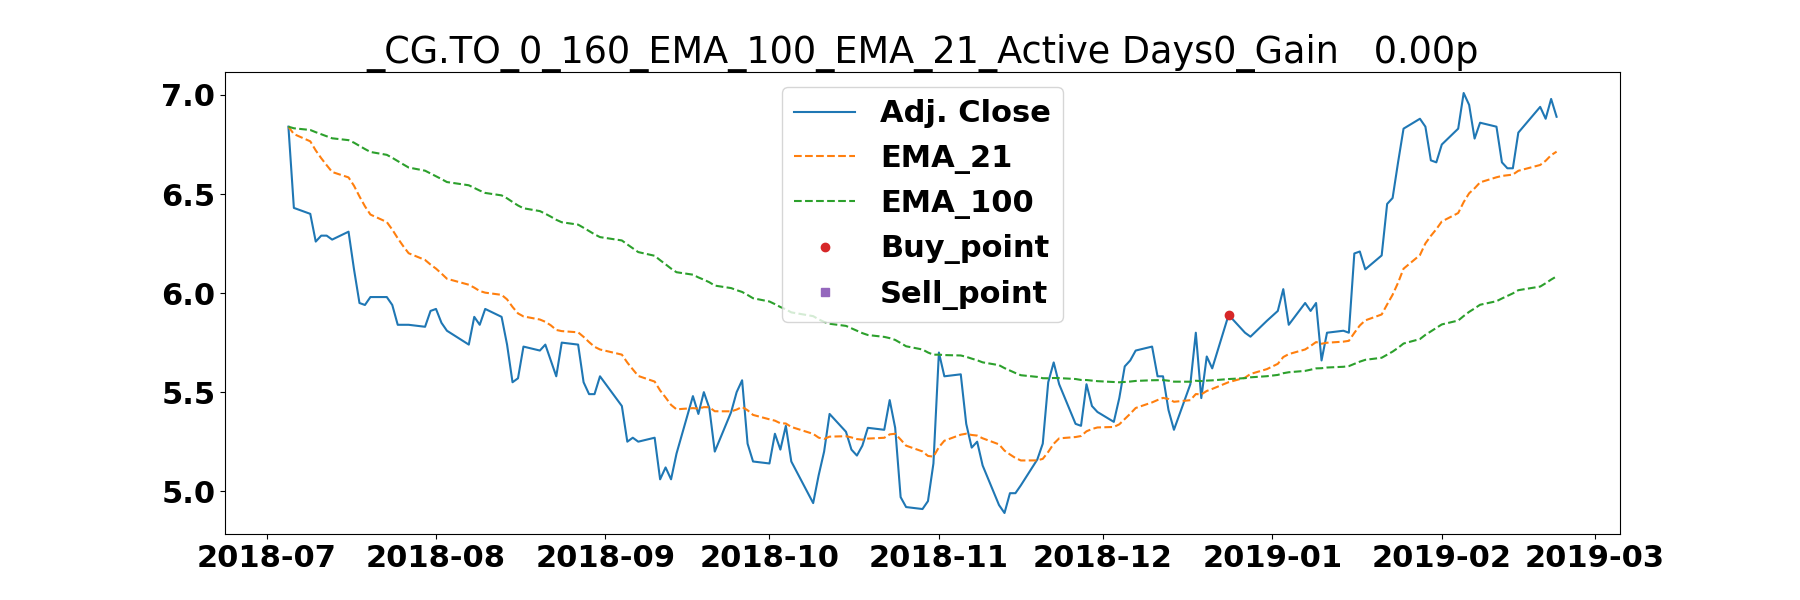 _CG.TO_0_160_EMA_100_EMA_21_Active Days0_Gain   0.00p
7.0
6.5
6.0
5.5
5.0
Adj. Close
EMA_21
EMA_100
Buy_point
Sell_point
2018-07 2018-08 2018-09 2018-10 2018-11 2018-12 2019-01 2019-02 2019-03